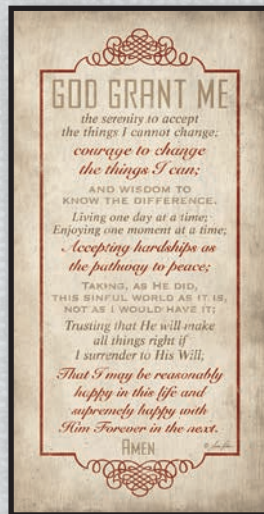 GOD GRANT ME
the serenity to accept
the things I cannot change;
courage to change
the things I can;
AND WISDOM TO
KNOW THE DIFFERENCE.
Living one day at a time;
Enjoying one moment at a time;
Accepting hardships as
the pathway to peace;
TAKING, AS HE DID,
THIS SINFUL WORLD AS IT IS,
NOT AS I WOULD HAVE IT;
Trusting that He will make
all things right if
I surrender to His Will;
That I may be reasonably
happy in this life and
supremely happy with
Him Forever in the next.
AMEN